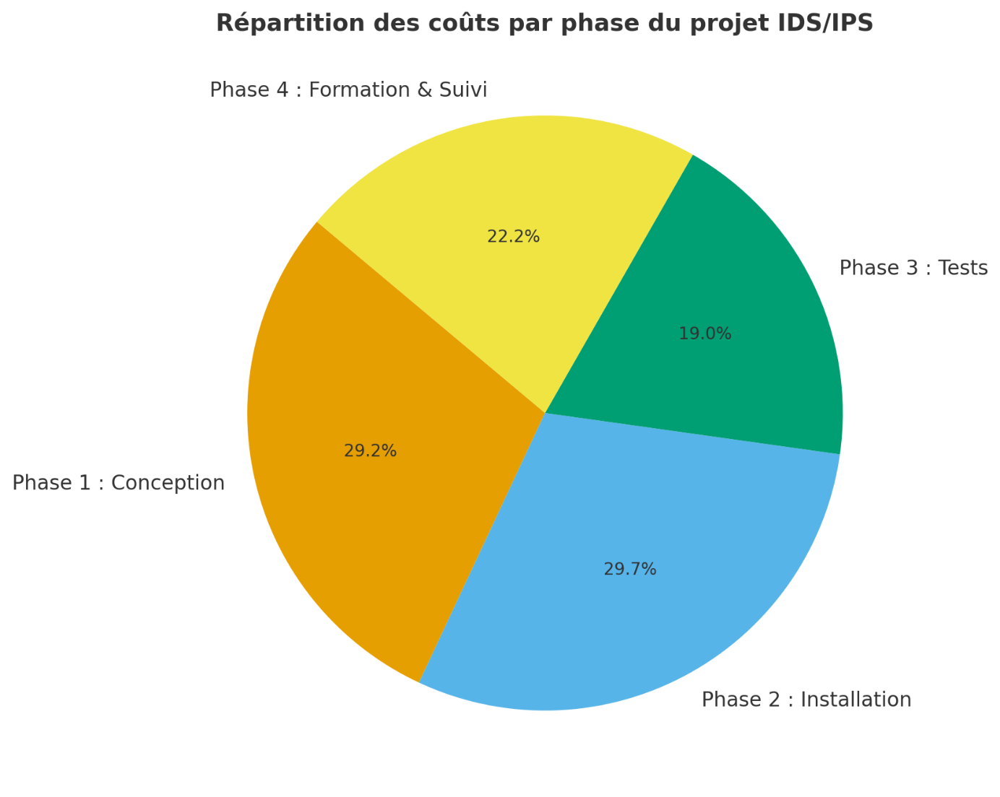 Répartition des coûts par phase du projet IDS/IPS
Phase 4 : Formation & Suivi
22.2%
Phase 3 : Tests
19.0%
29.2%
Phase 1 : Conception
29.7%
Phase 2 : Installation